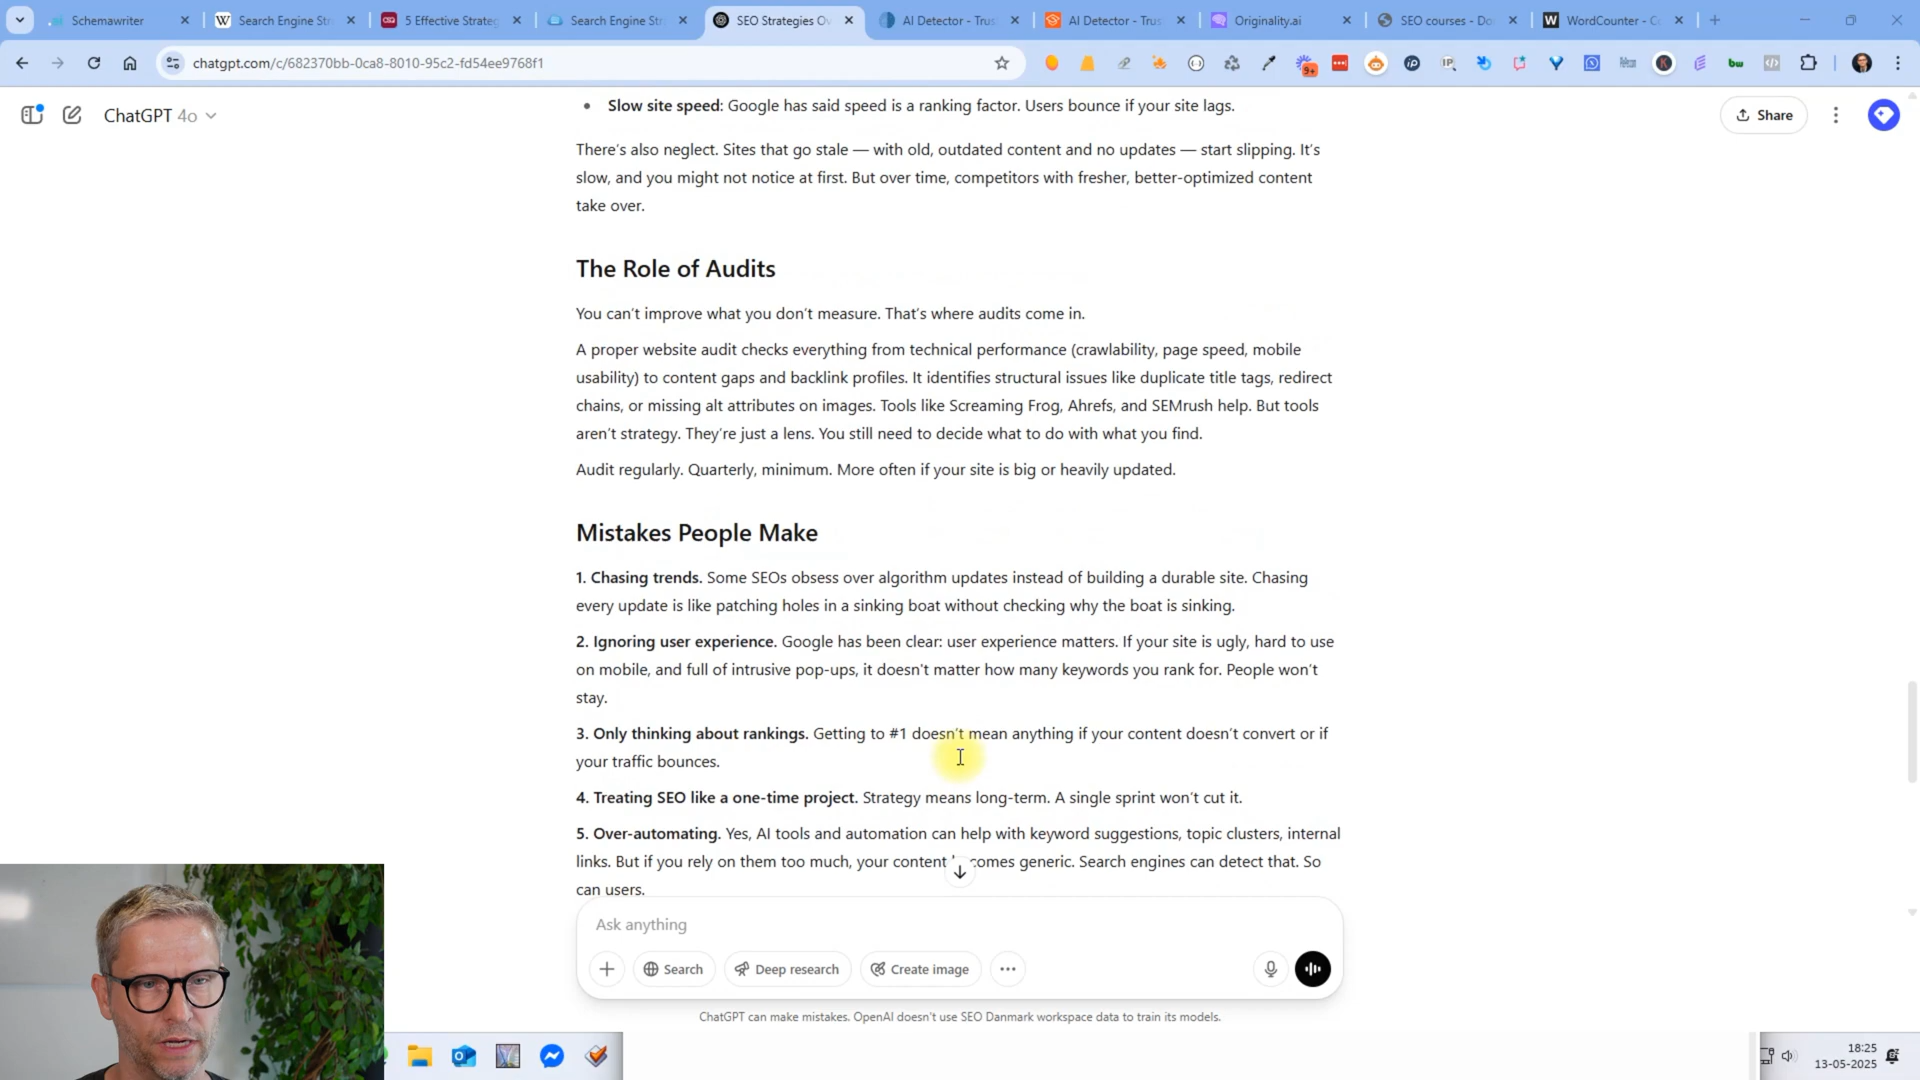 Schemawriter
Search Engine Str
5 Effective Strateg
Search Engine Str
SEO Strategies Ov
AI Detector - Trus
AI Detector - Trus
Originality.ai
SEO courses - Do
WordCounter - C
chatgpt.com/c/682370bb-0ca8-8010-95c2-fd54ee9768f1
9+
bw
ChatGPT 4o
Share
Slow site speed: Google has said speed is a ranking factor. Users bounce if your site lags.
There's also neglect. Sites that go stale — with old, outdated content and no updates — start slipping. It's
slow, and you might not notice at first. But over time, competitors with fresher, better-optimized content
take over.
The Role of Audits
You can't improve what you don't measure. That's where audits come in.
A proper website audit checks everything from technical performance (crawlability, page speed, mobile
usability) to content gaps and backlink profiles. It identifies structural issues like duplicate title tags, redirect
chains, or missing alt attributes on images. Tools like Screaming Frog, Ahrefs, and SEMrush help. But tools
aren't strategy. They're just a lens. You still need to decide what to do with what you find.
Audit regularly. Quarterly, minimum. More often if your site is big or heavily updated.
Mistakes People Make
1. Chasing trends. Some SEOs obsess over algorithm updates instead of building a durable site. Chasing
every update is like patching holes in a sinking boat without checking why the boat is sinking.
2. Ignoring user experience. Google has been clear: user experience matters. If your site is ugly, hard to use
on mobile, and full of intrusive pop-ups, it doesn't matter how many keywords you rank for. People won't
stay.
3. Only thinking about rankings. Getting to #1 doesn't mean anything if your content doesn't convert or if
your traffic bounces.
4. Treating SEO like a one-time project. Strategy means long-term. A single sprint won't cut it.
5. Over-automating. Yes, AI tools and automation can help with keyword suggestions, topic clusters, internal
links. But if you rely on them too much, your content becomes generic. Search engines can detect that. So
can users.
Ask anything
Search
Deep research
Create image
ChatGPT can make mistakes. OpenAI doesn't use SEO Danmark workspace data to train its models.
18:25
13-05-2025